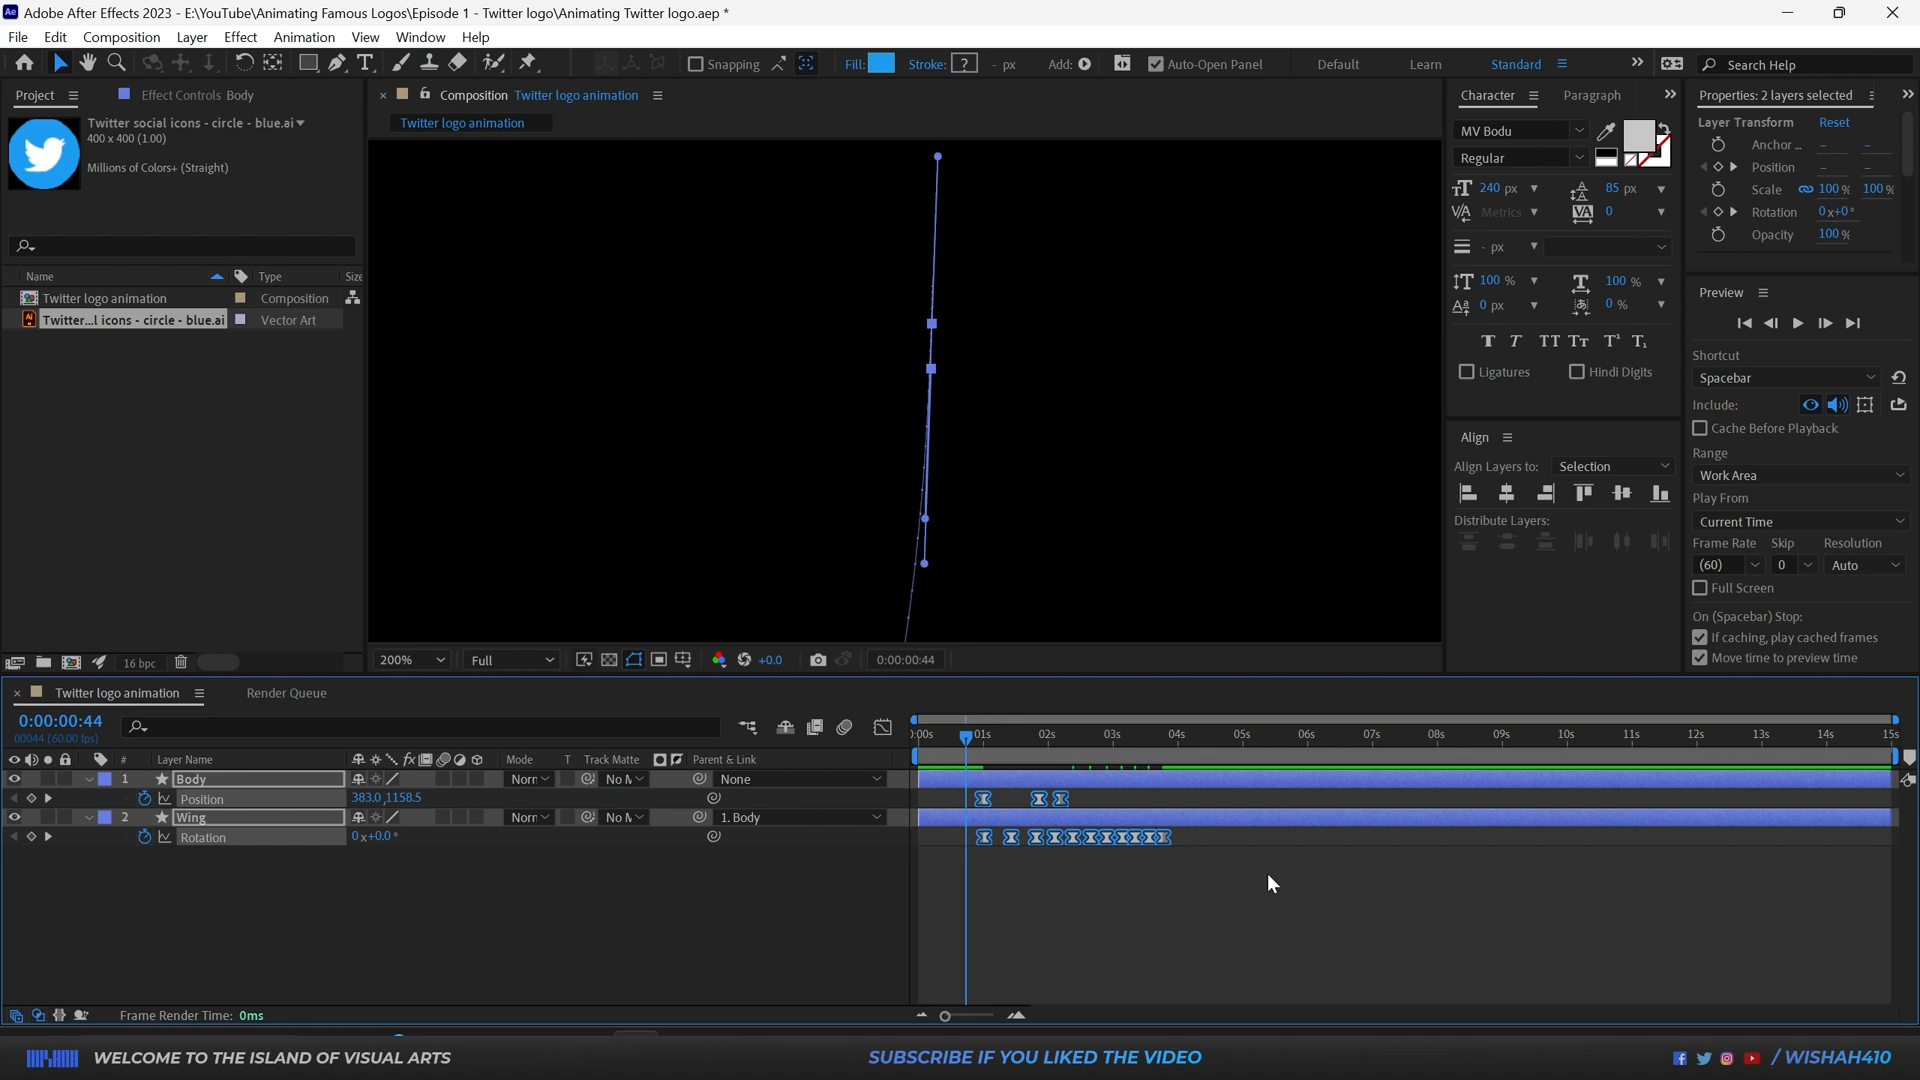 Adobe After Effects 2023 - E:\YouTube\Animating Famous Logos\Episode 1 - Twitter logo\Animating Twitter logo.aep *
File Edit Composition Layer Effect Animation View Window Help
Snapping Fill: Stroke: ? - px Add: Auto-Open Panel Default Learn Standard Search Help
Project Effect Controls Body
Twitter social icons - circle - blue.ai
400 x 400 (1.00)
Millions of Colors+ (Straight)
Name Type Size
Twitter logo animation Composition
Twitter...l icons - circle - blue.ai Vector Art
16 bpc
Composition Twitter logo animation
Twitter logo animation
200% Full +0.0 0:00:00:44
Character Paragraph
MV Bodu
Regular
240 px 85 px
Metrics 0
- px
100 % 100 %
0 px 0 %
T T TT Tт T¹ T₁
Ligatures Hindi Digits
Align
Align Layers to: Selection
Distribute Layers:
Properties: 2 layers selected
Layer Transform Reset
Anchor ... – –
Position – –
Scale 100 % 100 %
Rotation 0x+0°
Opacity 100 %
Preview
Shortcut
Spacebar
Include:
Cache Before Playback
Range
Work Area
Play From
Current Time
Frame Rate Skip Resolution
(60) 0 Auto
Full Screen
On (Spacebar) Stop:
If caching, play cached frames
Move time to preview time
Twitter logo animation Render Queue
0:00:00:44
00044 (60.00 fps)
):00s 01s 02s 03s 04s 05s 06s 07s 08s 09s 10s 11s 12s 13s 14s 15s
# Layer Name Mode T Track Matte Parent & Link
1 Body Norn No M None
Position 383.0,1158.5
2 Wing Norn No M 1. Body
Rotation 0x+0.0°
Frame Render Time: 0ms
WELCOME TO THE ISLAND OF VISUAL ARTS SUBSCRIBE IF YOU LIKED THE VIDEO /WISHAH410